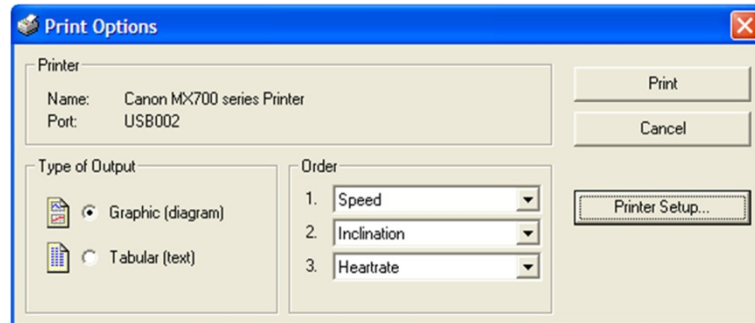 Print Options
Printer
Name: Canon MX700 series Printer
Port: USB002
Print
Cancel
Type of Output
Graphic (diagram)
Tabular (text)
Order
1. Speed
2. Inclination
3. Heartrate
Printer Setup...